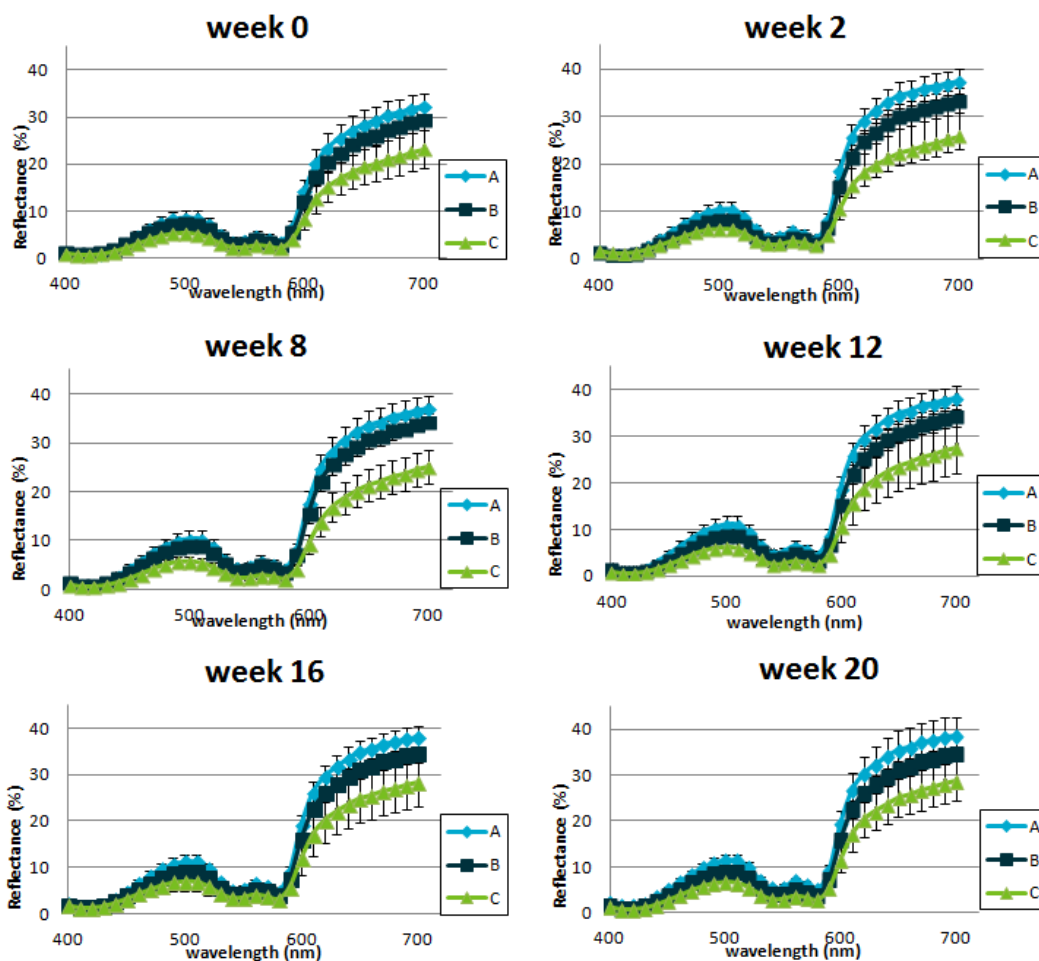 week 0
Reflectance (%)
40
30
20
10
0
400 500 600 700
wavelength (nm)
A
B
C
week 2
Reflectance (%)
40
30
20
10
0
400 500 600 700
wavelength (nm)
A
B
C
week 8
Reflectance (%)
40
30
20
10
0
400 500 600 700
wavelength (nm)
A
B
C
week 12
Reflectance (%)
40
30
20
10
0
400 500 600 700
wavelength (nm)
A
B
C
week 16
Reflectance (%)
40
30
20
10
0
400 500 600 700
wavelength (nm)
A
B
C
week 20
Reflectance (%)
40
30
20
10
0
400 500 600 700
wavelength (nm)
A
B
C